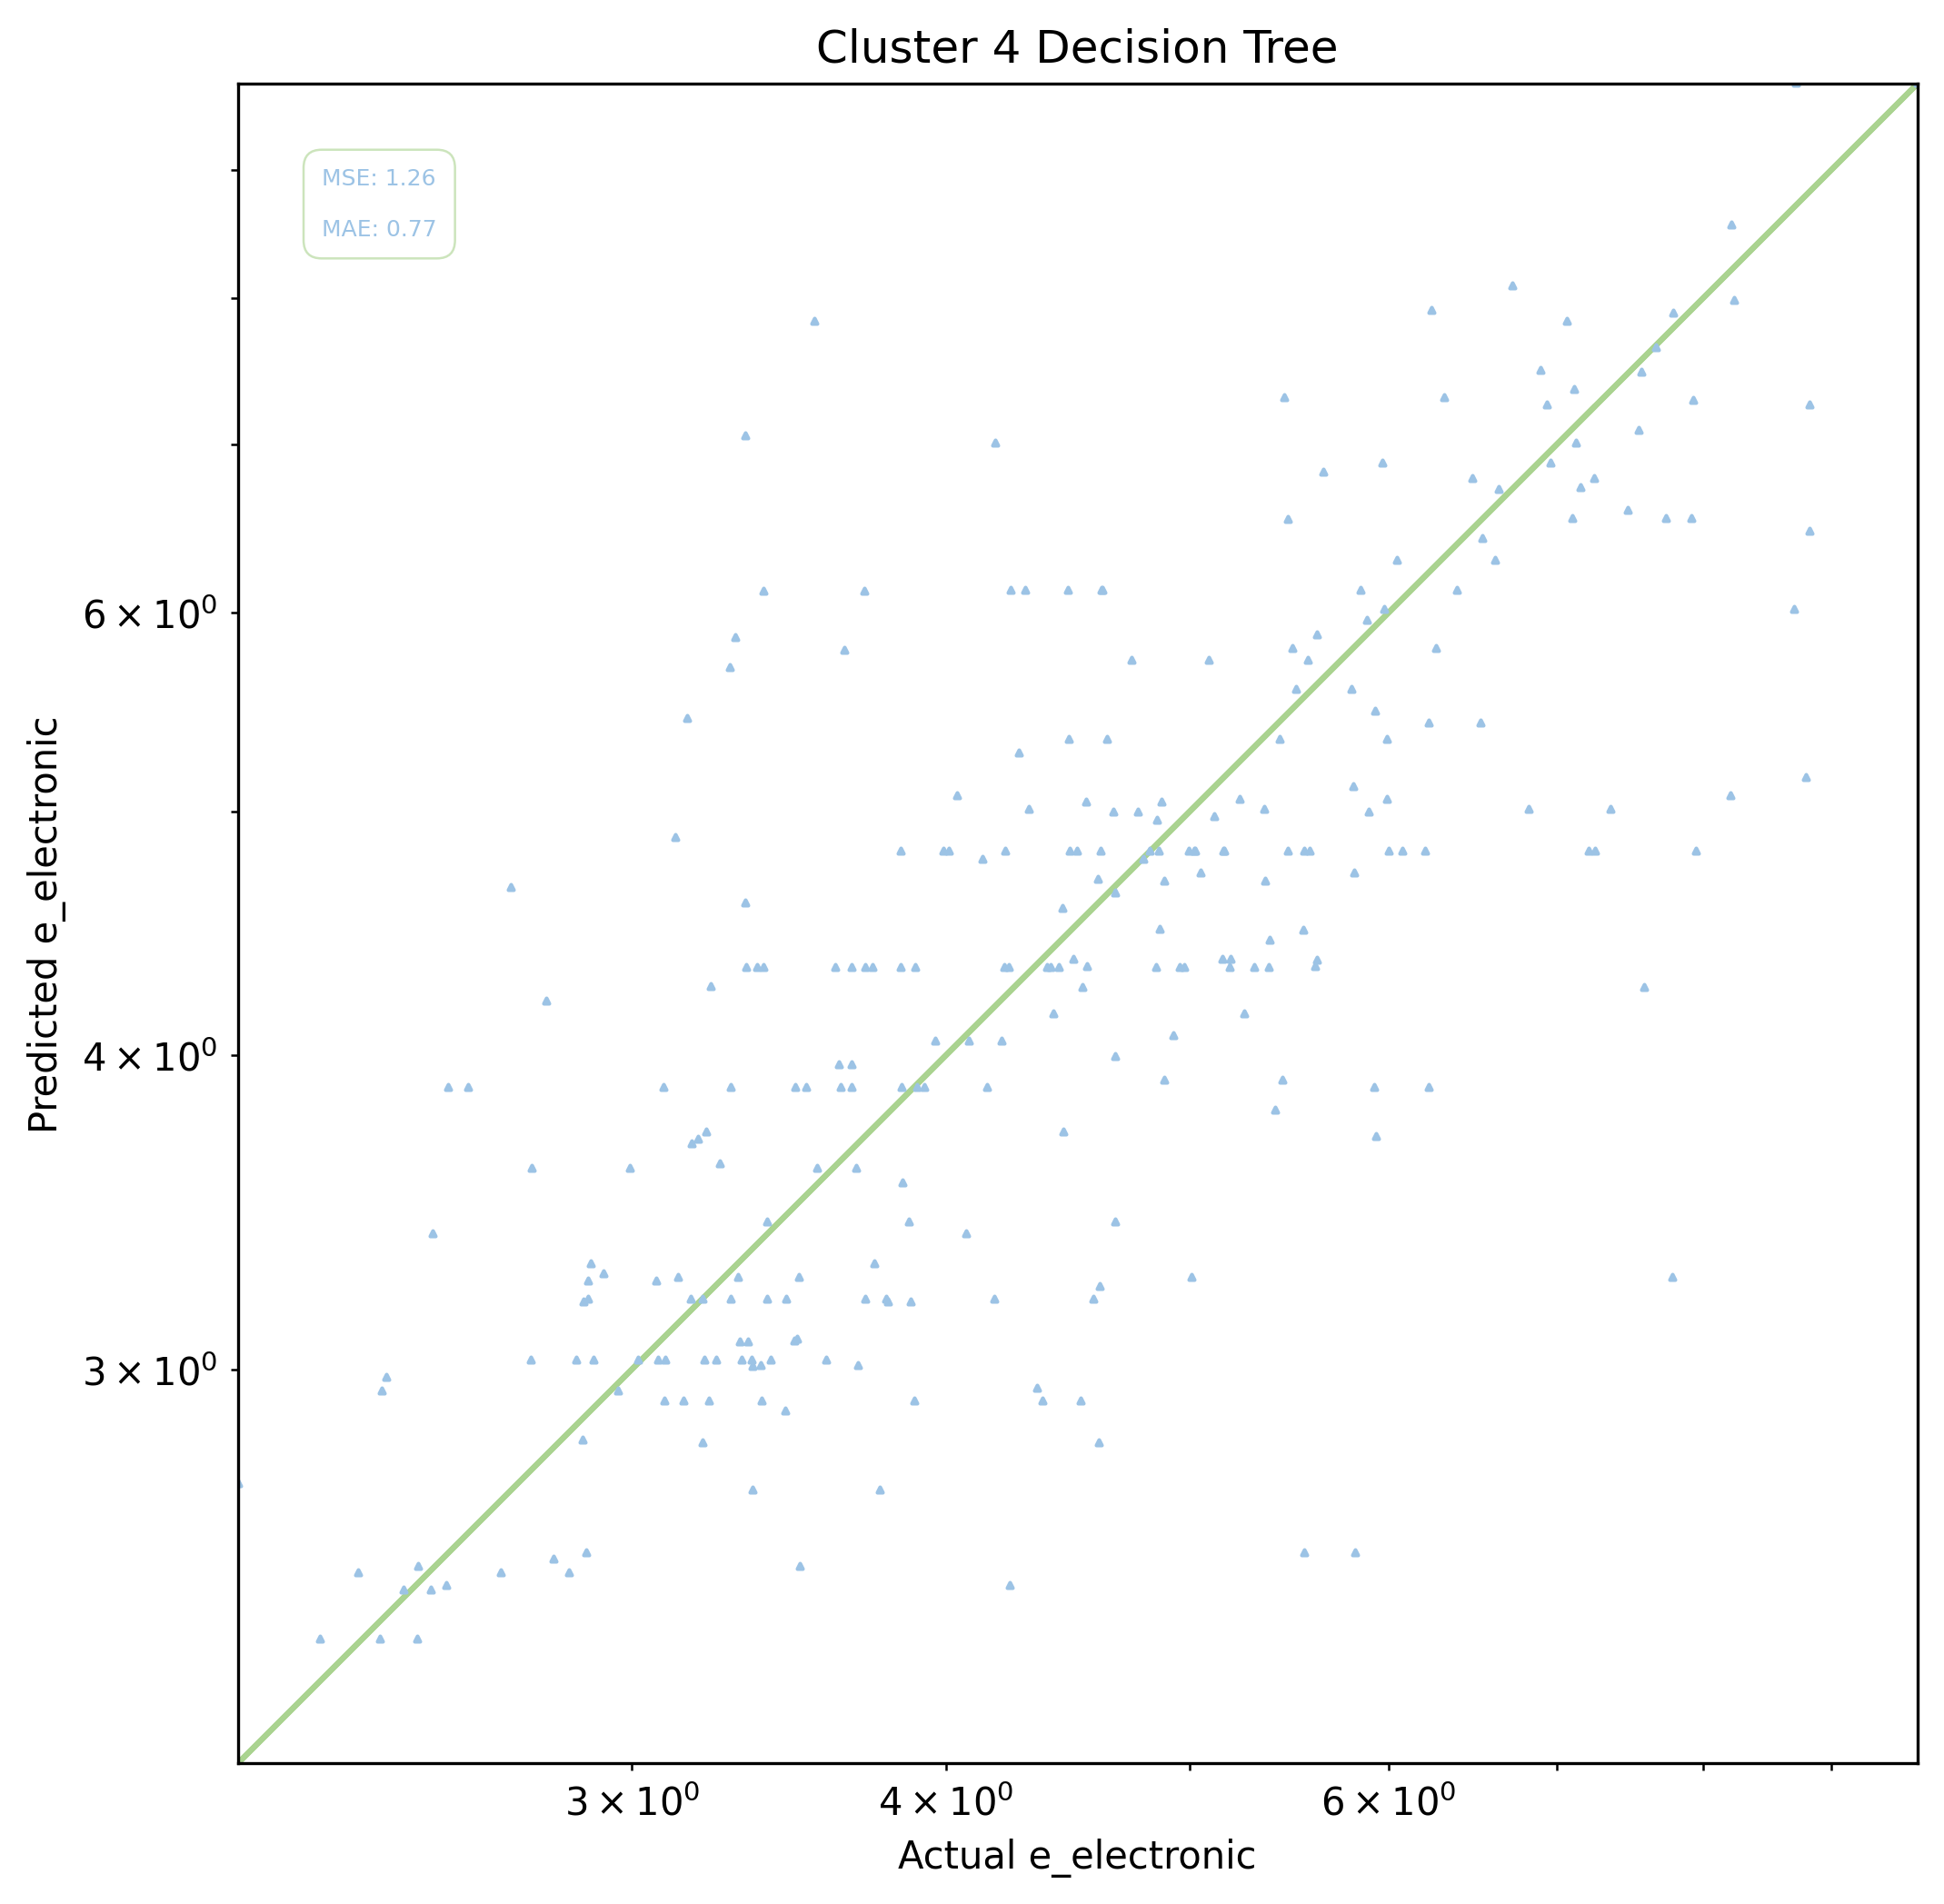 Cluster 4 Decision Tree
MSE: 1.26
MAE: 0.77
6 × 10⁰
4 × 10⁰
3 × 10⁰
Predicted e_electronic
3 × 10⁰
4 × 10⁰
6 × 10⁰
Actual e_electronic